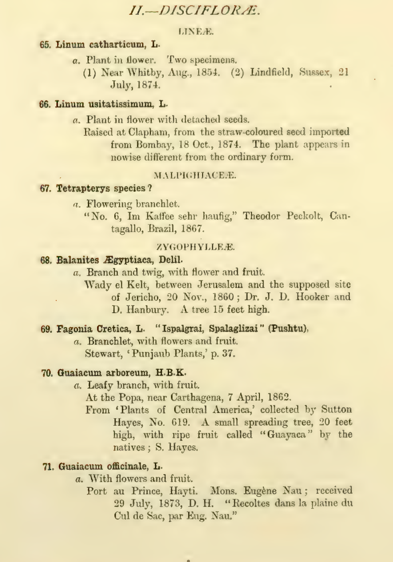 II.—DISCIFLORÆ.
LINEÆ.
65. Linum catharticum, L.
a. Plant in flower. Two specimens.
(1) Near Whitby, Aug., 1854. (2) Lindfield, Sussex, 21
July, 1874.
66. Linum usitatissimum, L.
a. Plant in flower with detached seeds.
Raised at Clapham, from the straw-coloured seed imported
from Bombay, 18 Oct., 1874. The plant appears in
nowise different from the ordinary form.
MALPIGHIACEÆ.
67. Tetrapterys species?
a. Flowering branchlet.
"No. 6, Im Kaffee sehr haufig," Theodor Peckolt, Can-
tagallo, Brazil, 1867.
ZYGOPHYLLEÆ.
68. Balanites Ægyptiaca, Delil.
a. Branch and twig, with flower and fruit.
Wady el Kelt, between Jerusalem and the supposed site
of Jericho, 20 Nov., 1860; Dr. J. D. Hooker and
D. Hanbury. A tree 15 feet high.
69. Fagonia Cretica, L. "Ispalgrai, Spalaglizai" (Pushtu).
a. Branchlet, with flowers and fruit.
Stewart, 'Punjaub Plants,' p. 37.
70. Guaiacum arboreum, H.B.K.
a. Leafy branch, with fruit.
At the Popa, near Carthagena, 7 April, 1862.
From 'Plants of Central America,' collected by Sutton
Hayes, No. 619. A small spreading tree, 20 feet
high, with ripe fruit called "Guayaca" by the
natives; S. Hayes.
71. Guaiacum officinale, L.
a. With flowers and fruit.
Port au Prince, Hayti. Mons. Eugène Nau; received
29 July, 1873, D. H. "Recoltes dans la plaine du
Cul de Sac, par Eug. Nau."